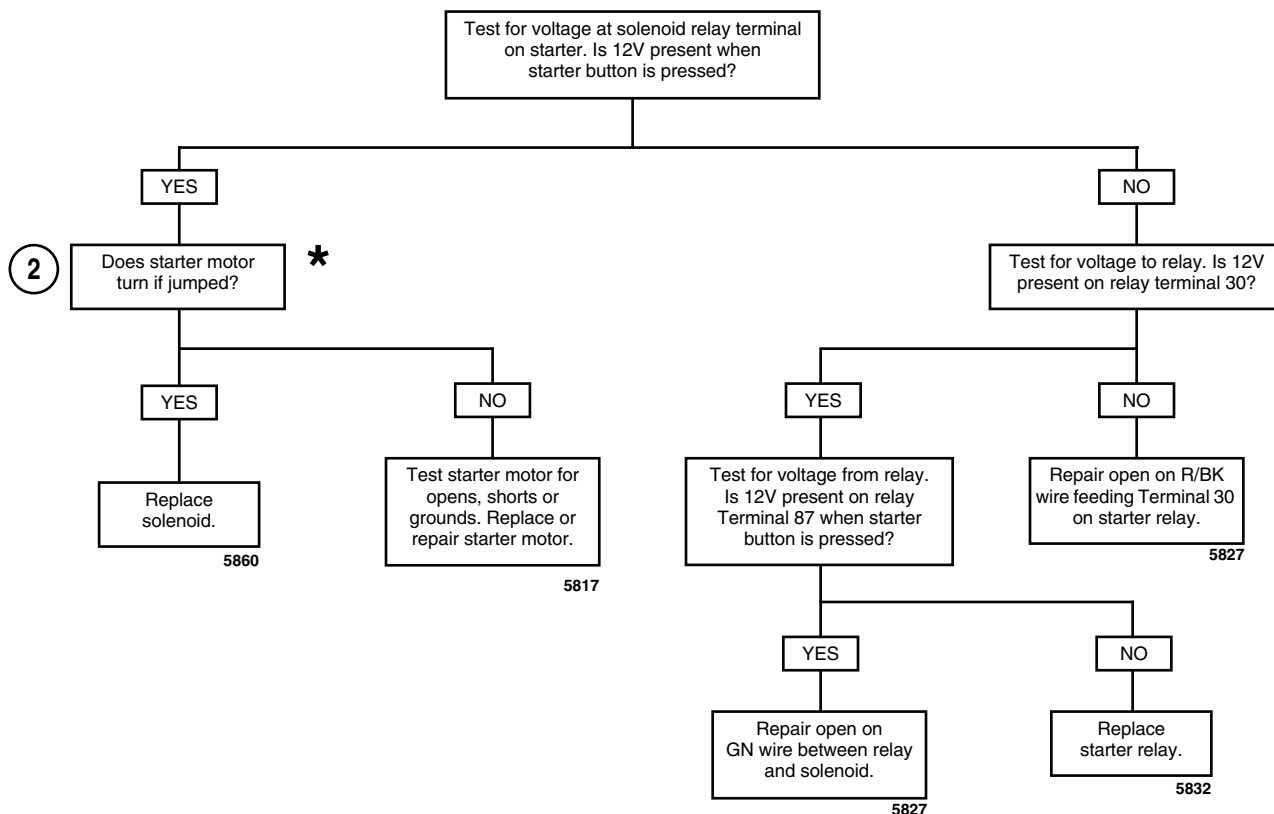 Test for voltage at solenoid relay terminal
on starter. Is 12V present when
starter button is pressed?
YES
NO
2
Does starter motor
turn if jumped?
*
Test for voltage to relay. Is 12V
present on relay terminal 30?
YES
NO
YES
NO
Replace
solenoid.
5860
Test starter motor for
opens, shorts or
grounds. Replace or
repair starter motor.
5817
Test for voltage from relay.
Is 12V present on relay
Terminal 87 when starter
button is pressed?
Repair open on R/BK
wire feeding Terminal 30
on starter relay.
5827
YES
NO
Repair open on
GN wire between relay
and solenoid.
5827
Replace
starter relay.
5832